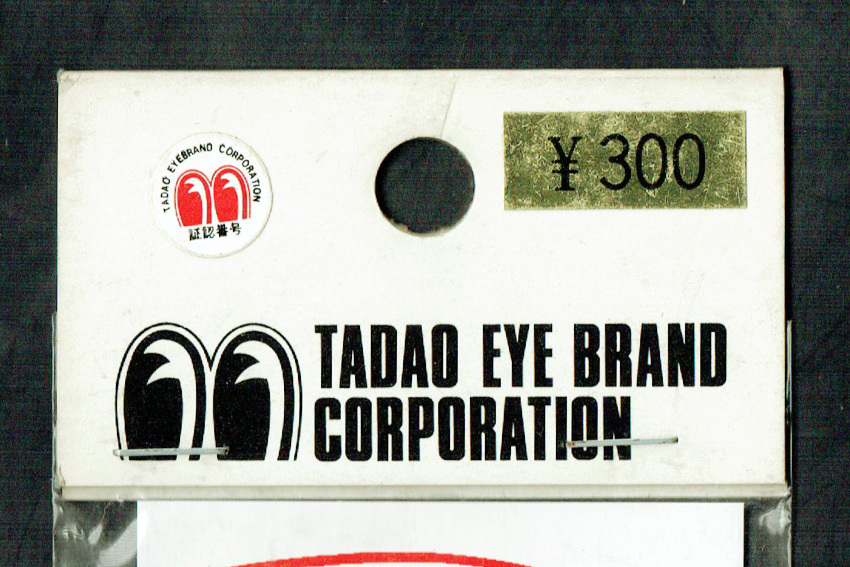 TADAO EYEBRAND CORPORATION
証認番号
¥300
TADAO EYE BRAND
CORPORATION